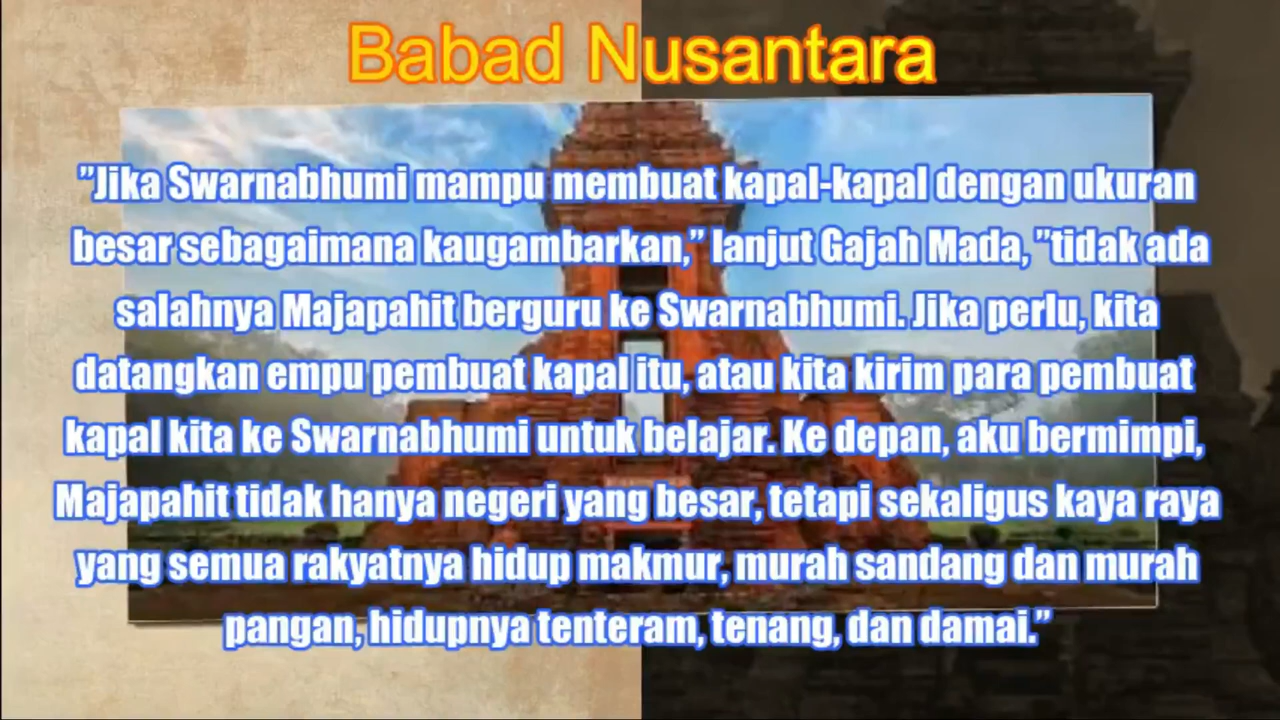 Babad Nusantara
”Jika Swarnabhumi mampu membuat kapal-kapal dengan ukuran
besar sebagaimana kaugambarkan,” lanjut Gajah Mada, ”tidak ada
salahnya Majapahit berguru ke Swarnabhumi. Jika perlu, kita
datangkan empu pembuat kapal itu, atau kita kirim para pembuat
kapal kita ke Swarnabhumi untuk belajar. Ke depan, aku bermimpi,
Majapahit tidak hanya negeri yang besar, tetapi sekaligus kaya raya
yang semua rakyatnya hidup makmur, murah sandang dan murah
pangan, hidupnya tenteram, tenang, dan damai.”